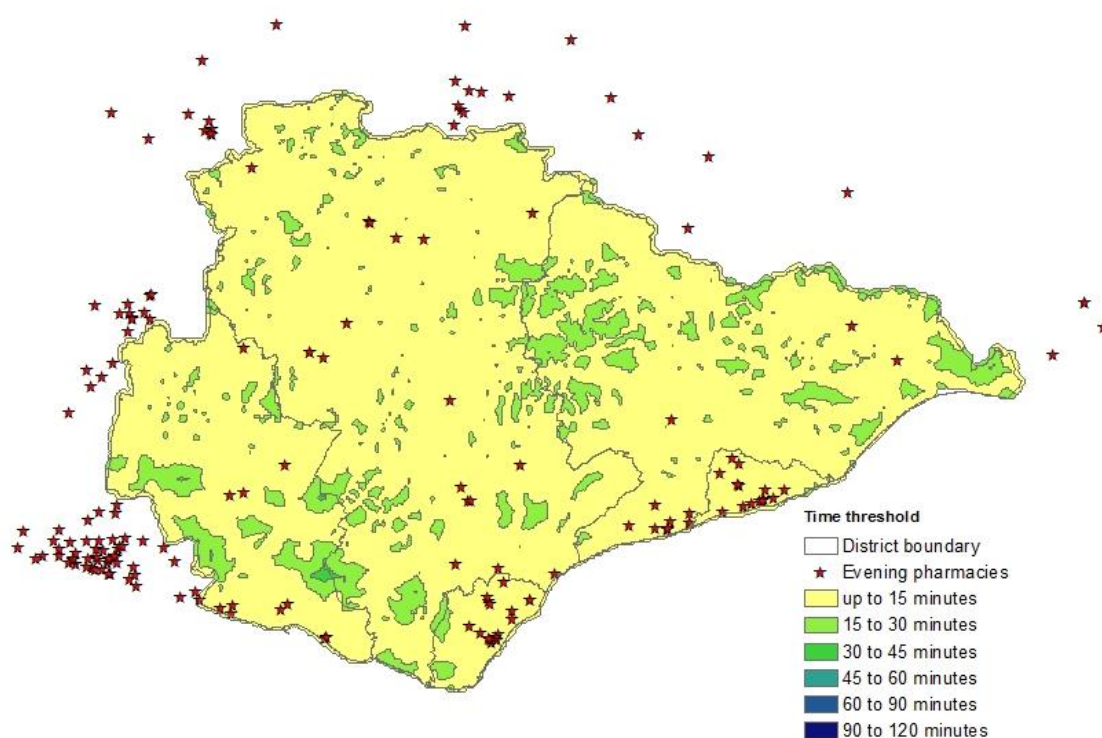 Time threshold
District boundary
Evening pharmacies
up to 15 minutes
15 to 30 minutes
30 to 45 minutes
45 to 60 minutes
60 to 90 minutes
90 to 120 minutes